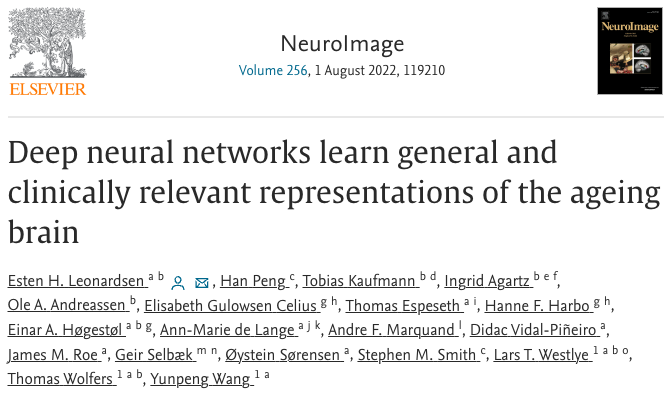 NeuroImage
Volume 256, 1 August 2022, 119210
ELSEVIER
NeuroImage
Deep neural networks learn general and
clinically relevant representations of the ageing
brain
Esten H. Leonardsen a b, Han Peng c, Tobias Kaufmann b d, Ingrid Agartz b e f,
Ole A. Andreassen b, Elisabeth Gulowsen Celius g h, Thomas Espeseth a i, Hanne F. Harbo g h,
Einar A. Høgestøl a b g, Ann-Marie de Lange a j k, Andre F. Marquand l, Didac Vidal-Piñeiro a,
James M. Roe a, Geir Selbæk m n, Øystein Sørensen a, Stephen M. Smith c, Lars T. Westlye 1 a b o,
Thomas Wolfers 1 a b, Yunpeng Wang 1 a